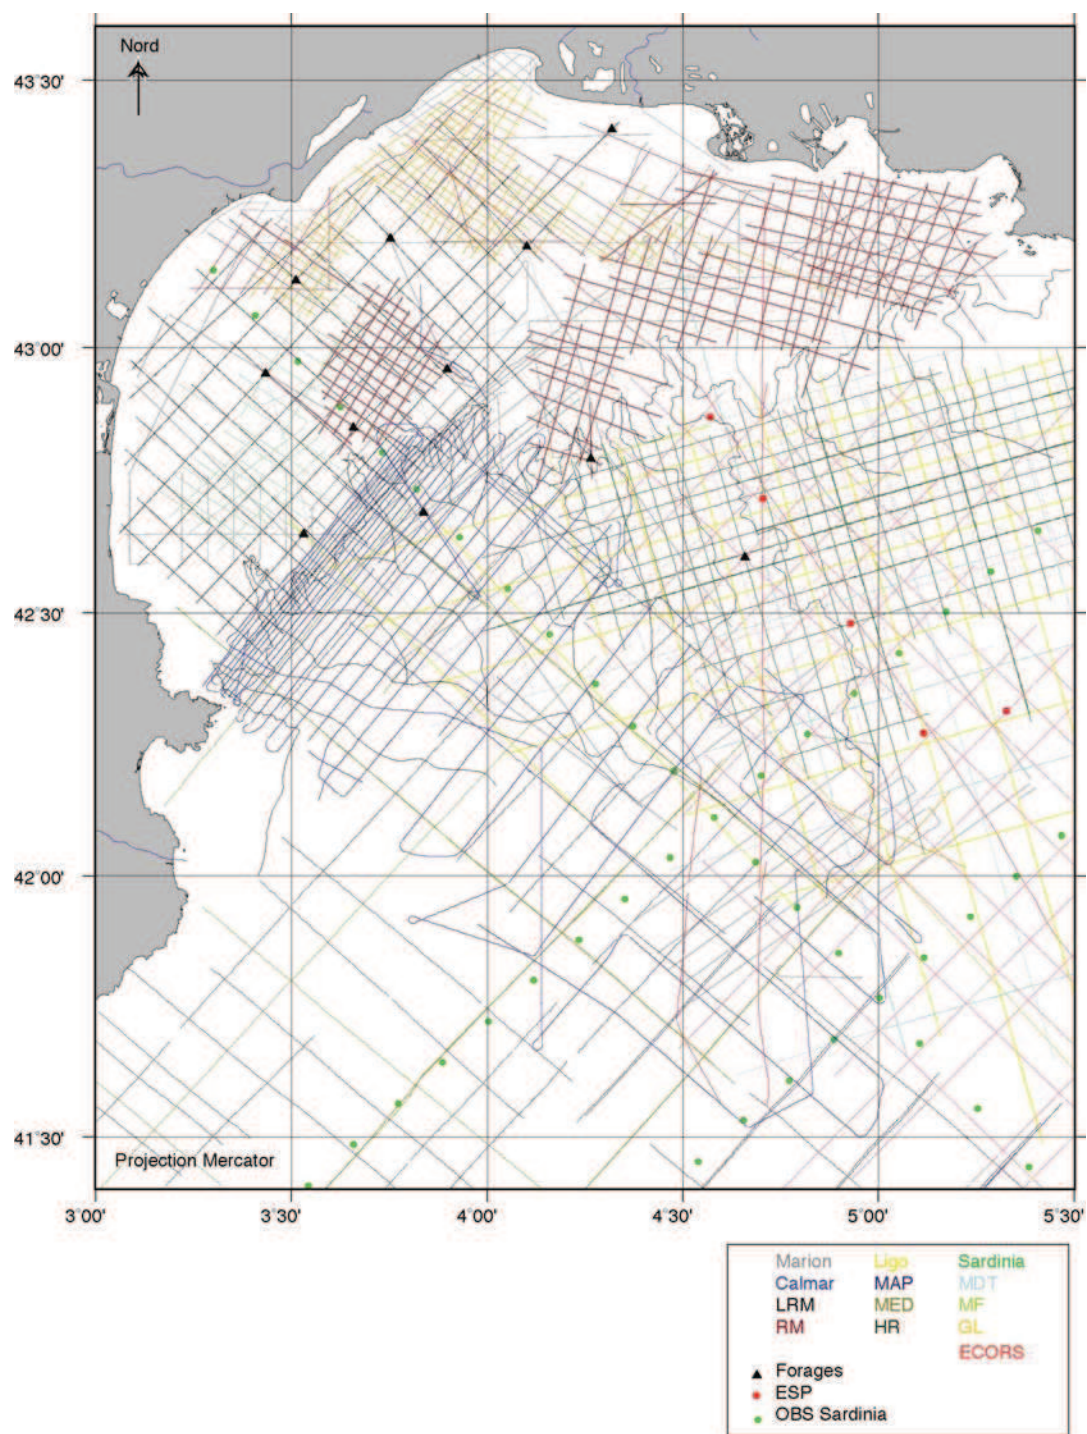 Nord
43°30'
43°00'
42°30'
42°00'
41°30'
Projection Mercator
3°00' 3°30' 4°00' 4°30' 5°00' 5°30'
Marion Ligo Sardinia
Calmar MAP MDT
LRM MED MF
RM HR GL
ECORS
Forages
ESP
OBS Sardinia